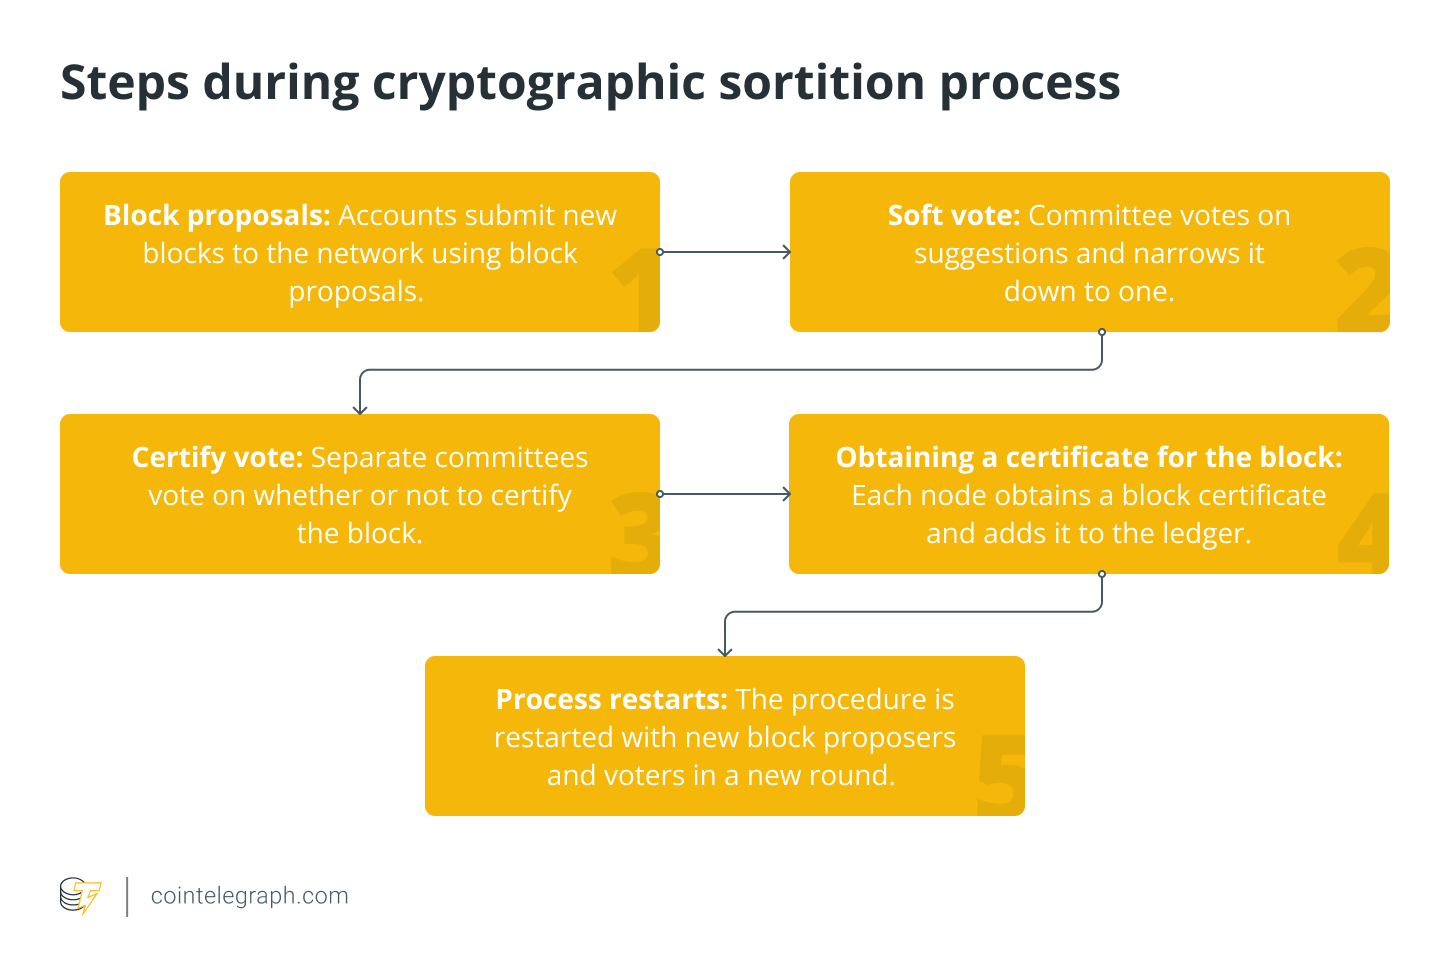 Steps during cryptographic sortition process
Block proposals: Accounts submit new
blocks to the network using block
proposals.
1
Soft vote: Committee votes on
suggestions and narrows it
down to one.
2
Certify vote: Separate committees
vote on whether or not to certify
the block.
3
Obtaining a certificate for the block:
Each node obtains a block certificate
and adds it to the ledger.
4
Process restarts: The procedure is
restarted with new block proposers
and voters in a new round.
5
cointelegraph.com